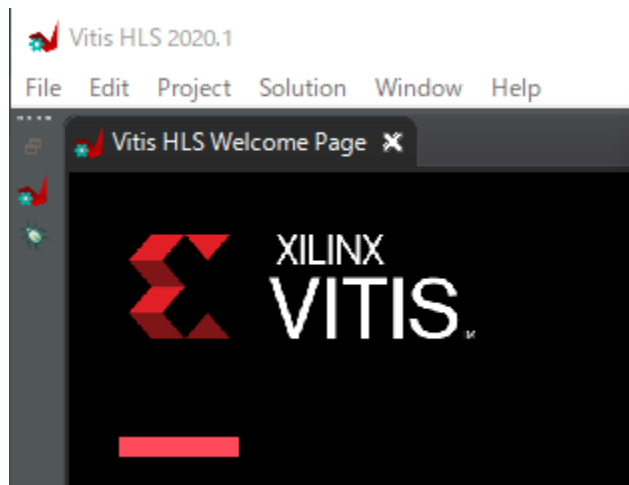 Vitis HLS 2020.1
File Edit Project Solution Window Help
Vitis HLS Welcome Page
XILINX
VITIS